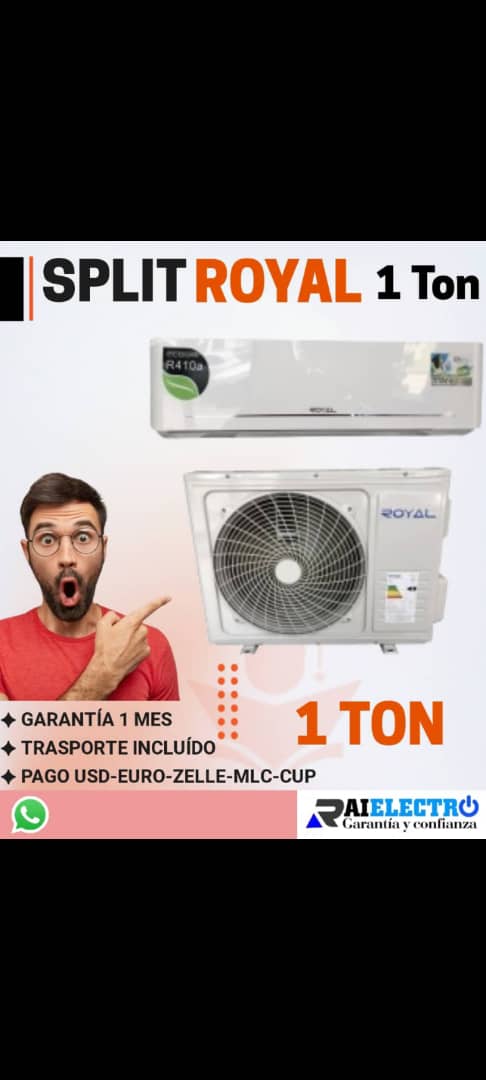 SPLIT ROYAL 1 Ton
R410a
ROYAL
ROYAL
1 TON
GARANTÍA 1 MES
TRASPORTE INCLUÍDO
PAGO USD-EURO-ZELLE-MLC-CUP
RAIELECTRO
Garantía y confianza